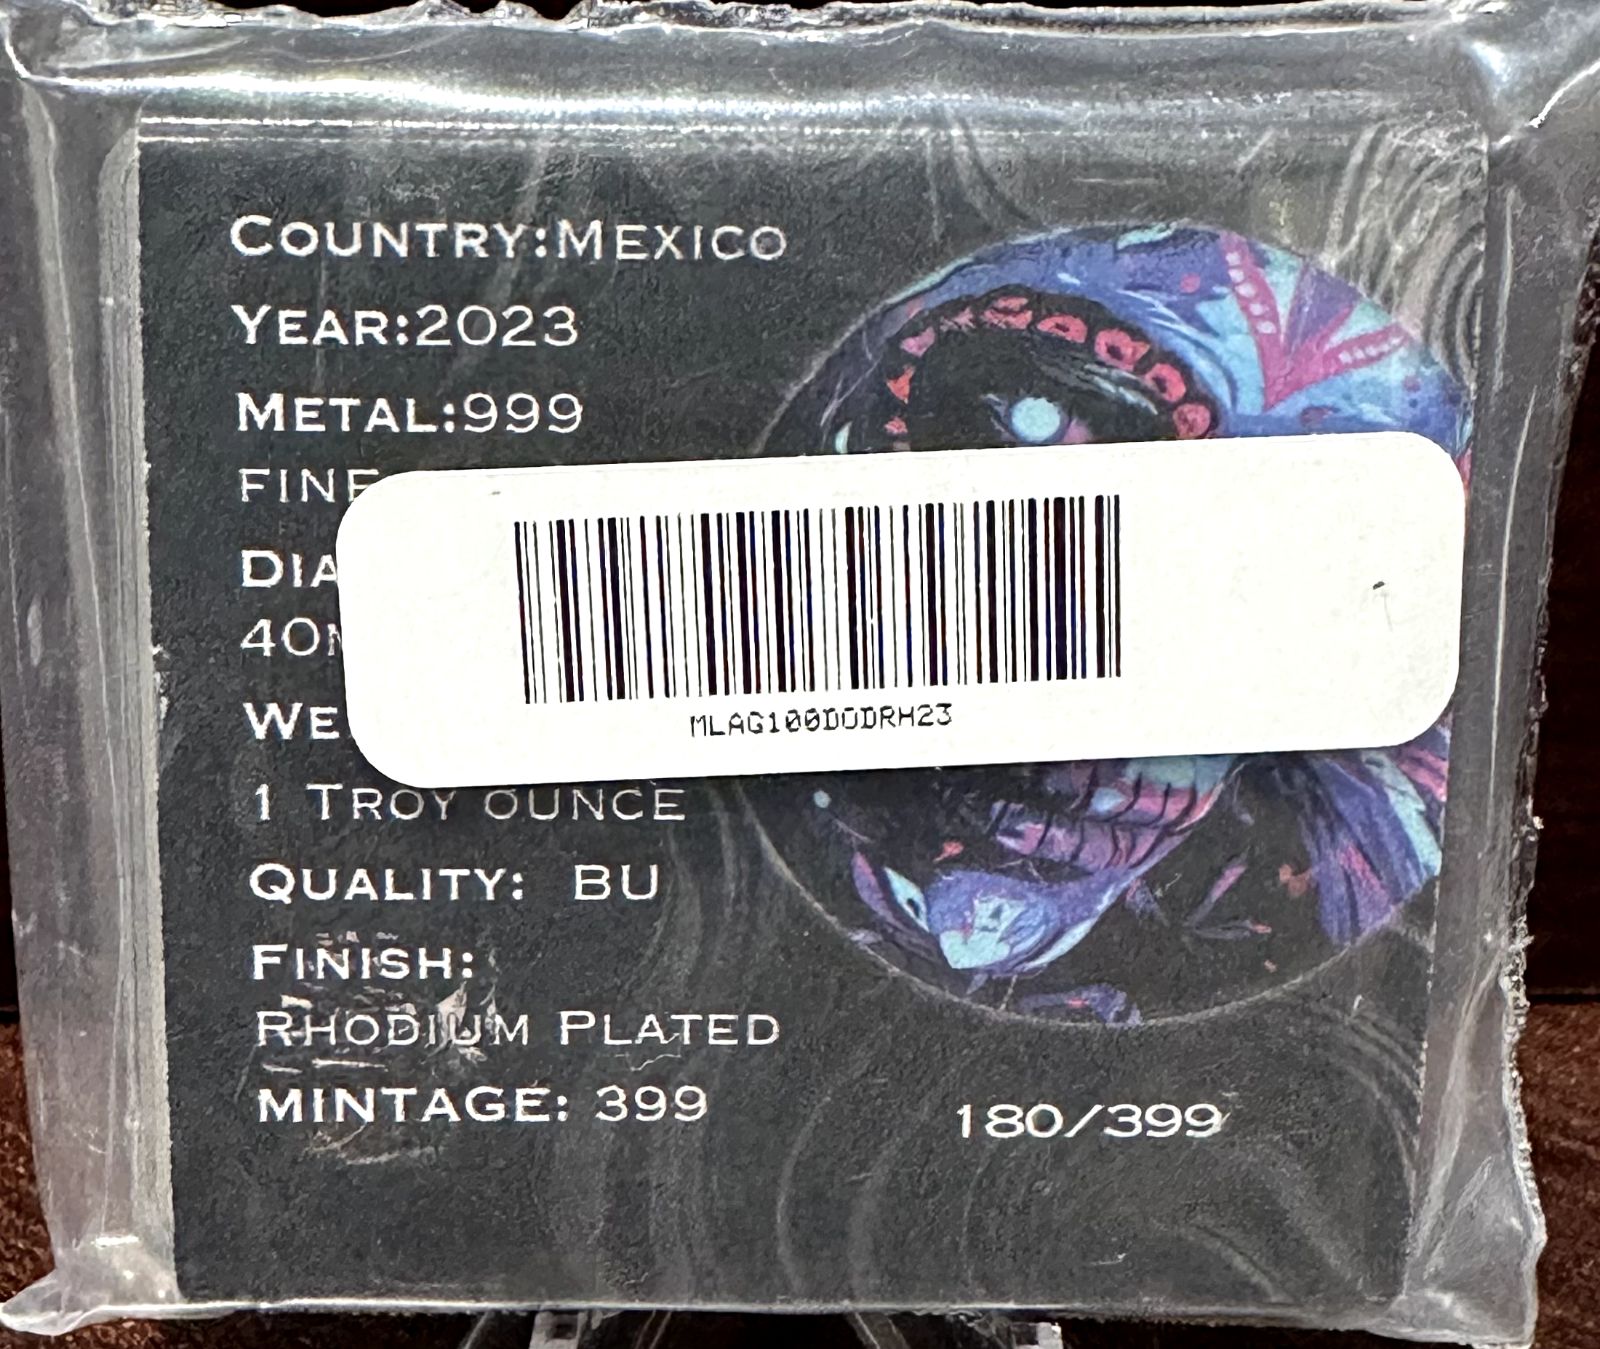 COUNTRY:MEXICO
YEAR:2023
METAL:999
FINE
DIA
40M
WE
1 TROY OUNCE
QUALITY: BU
FINISH:
RHODIUM PLATED
MINTAGE: 399
180/399
MLAG100DODRH23